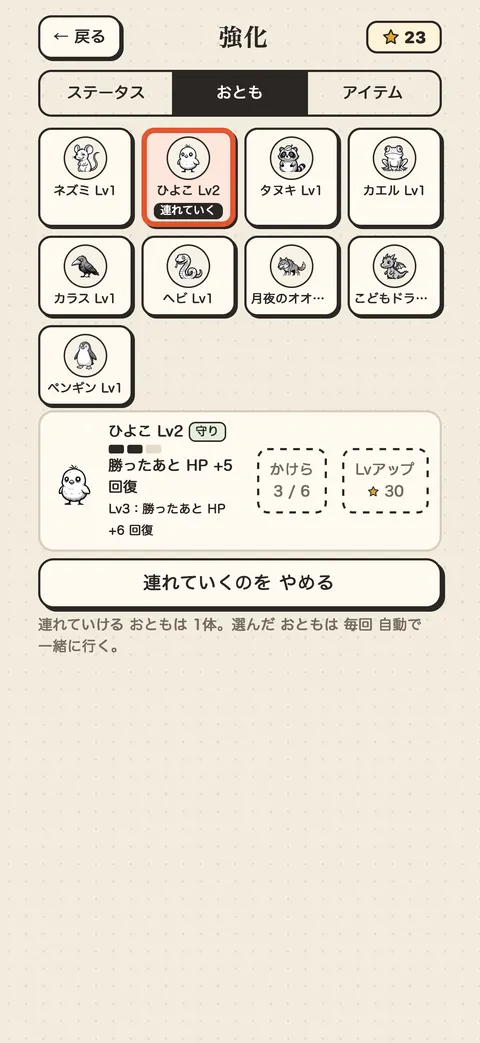 ← 戻る
強化
23
ステータス
おとも
アイテム
ネズミ Lv1
ひよこ Lv2
連れていく
タヌキ Lv1
カエル Lv1
カラス Lv1
ヘビ Lv1
月夜のオオ…
こどもドラ…
ペンギン Lv1
ひよこ Lv2 守り
勝ったあと HP +5
回復
Lv3：勝ったあと HP
+6 回復
かけら
3 / 6
Lvアップ
30
連れていくのを やめる
連れていける おともは 1体。選んだ おともは 毎回 自動で
一緒に行く。